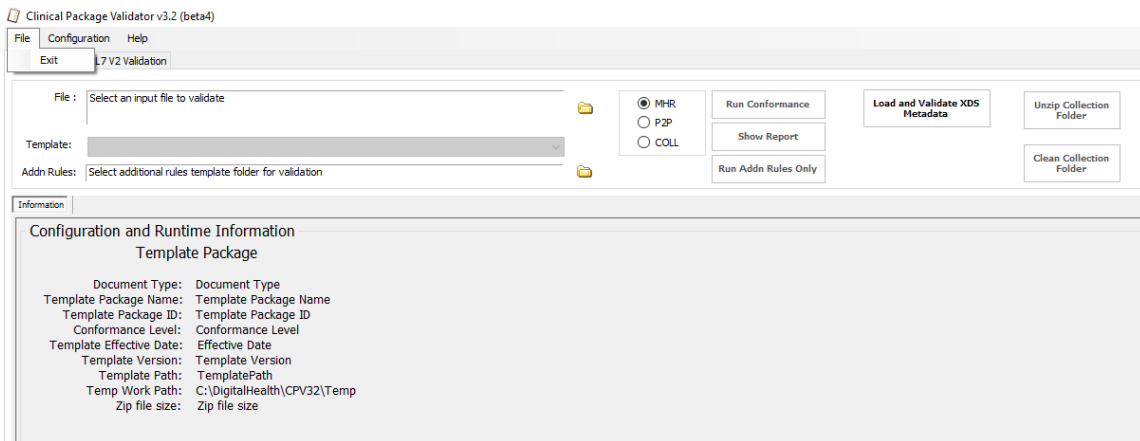 Clinical Package Validator v3.2 (beta4)
File Configuration Help
Exit
L7 V2 Validation
File : Select an input file to validate
MHR
P2P
COLL
Run Conformance
Show Report
Run Addn Rules Only
Load and Validate XDS
Metadata
Unzip Collection
Folder
Clean Collection
Folder
Template:
Addn Rules: Select additional rules template folder for validation
Information
Configuration and Runtime Information
Template Package
Document Type: Document Type
Template Package Name: Template Package Name
Template Package ID: Template Package ID
Conformance Level: Conformance Level
Template Effective Date: Effective Date
Template Version: Template Version
Template Path: TemplatePath
Temp Work Path: C:\DigitalHealth\CPV32\Temp
Zip file size: Zip file size